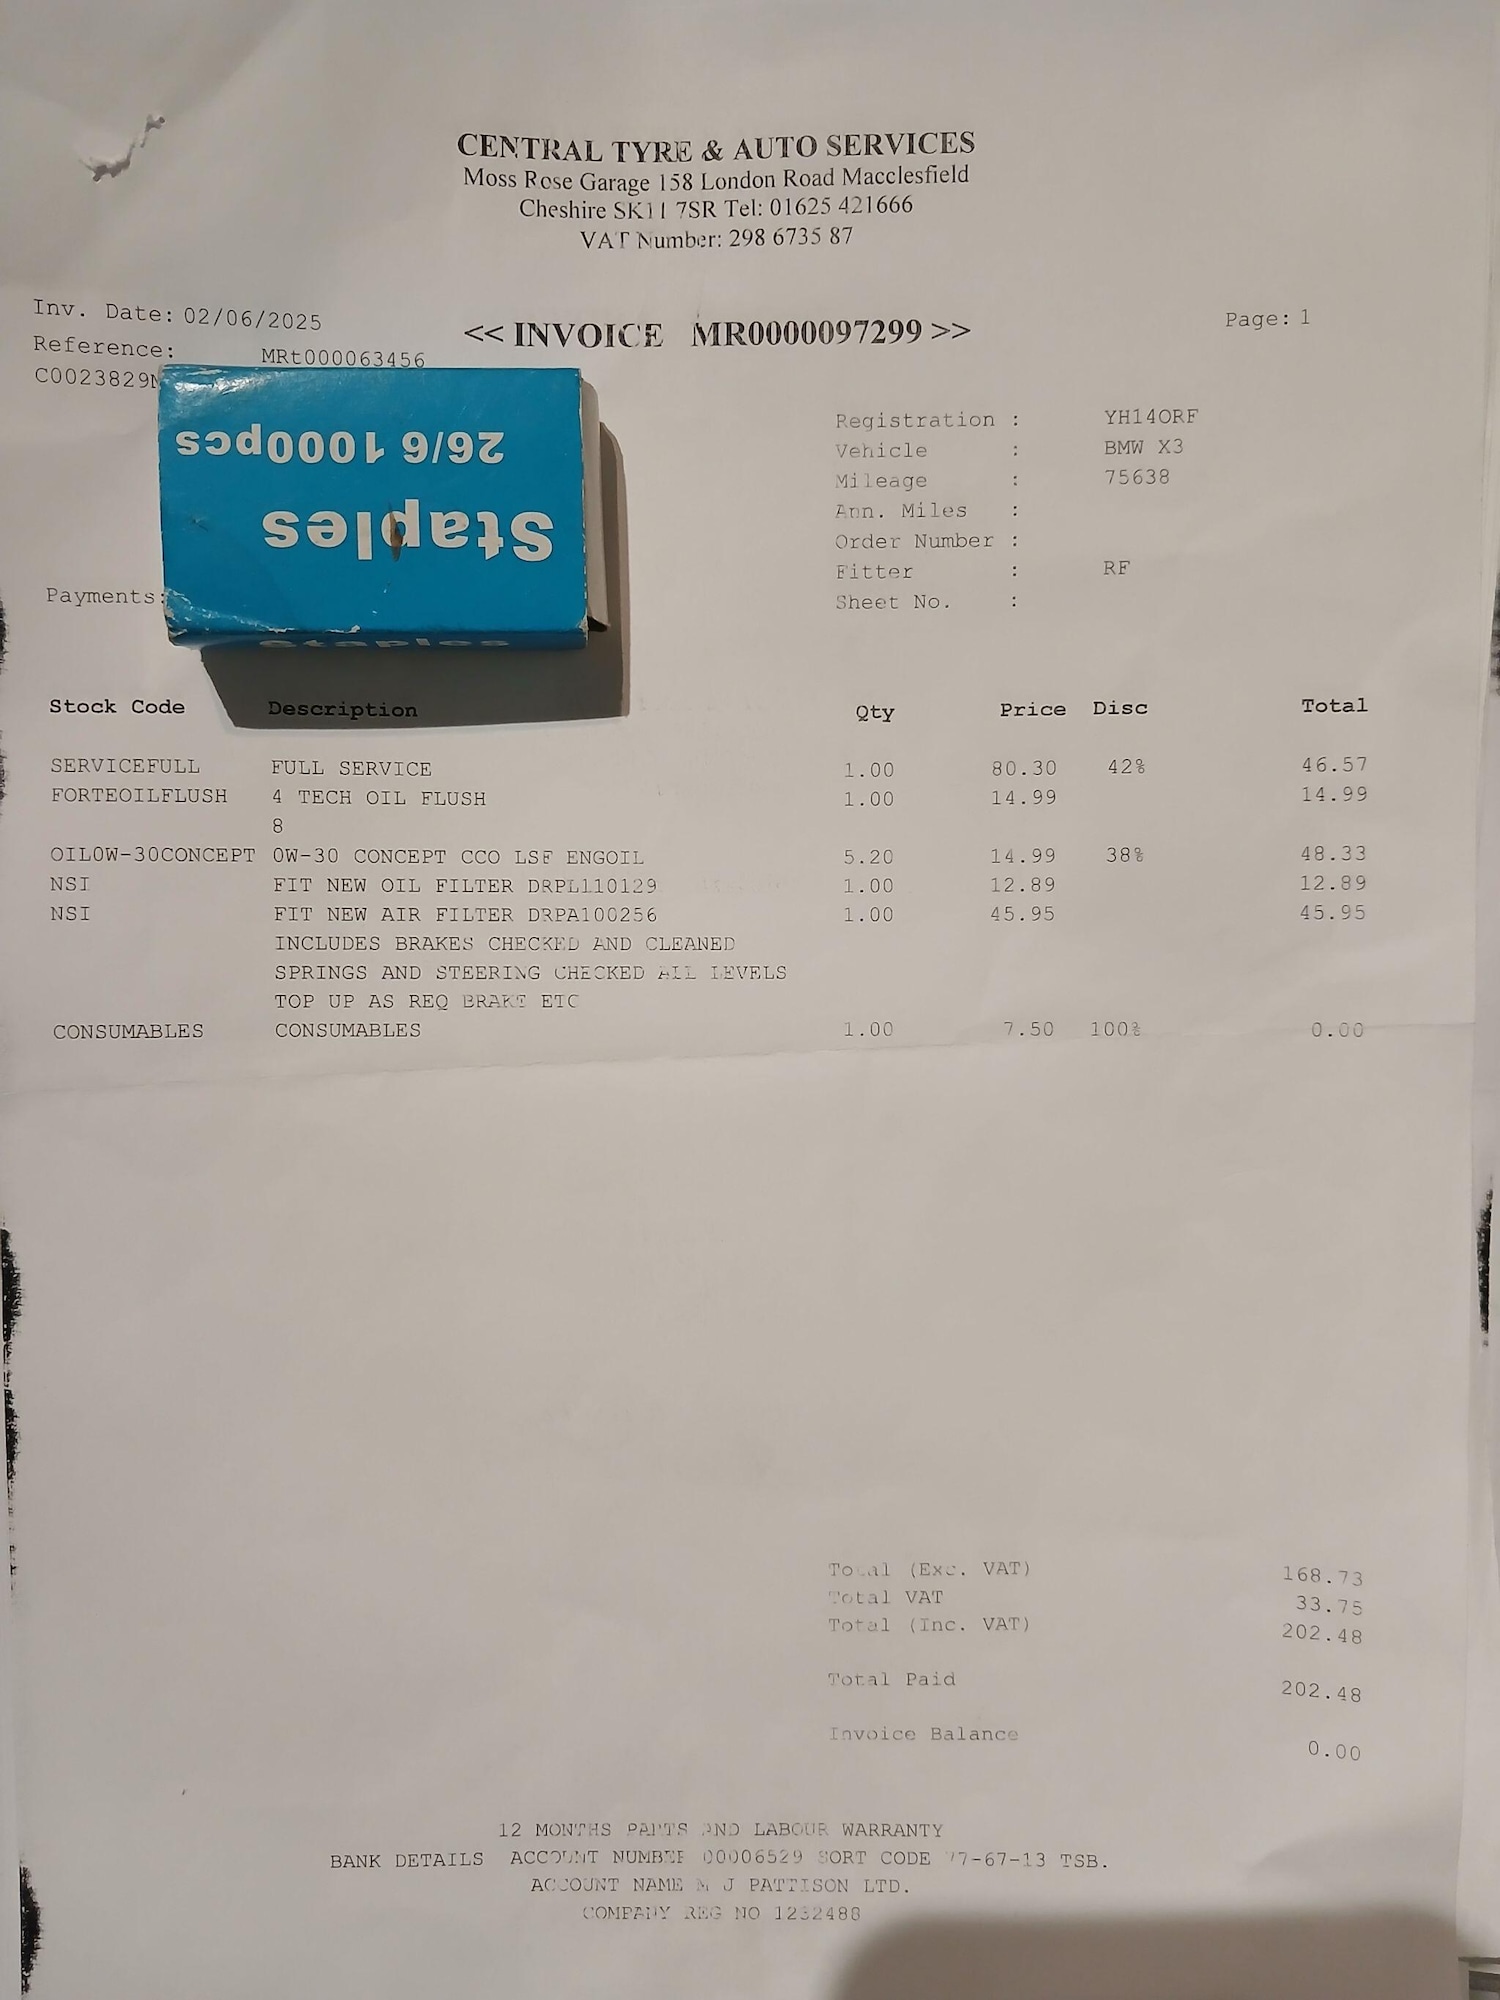 CENTRAL TYRE & AUTO SERVICES
Moss Rose Garage 158 London Road Macclesfield
Cheshire SK11 7SR Tel: 01625 421666
VAT Number: 298 6735 87
Inv. Date: 02/06/2025
<< INVOICE MR0000097299 >>
Page: 1
Reference: MRt000063456
C0023829N
26/6 1000pcs
Staples
Staples
Registration : YH14ORF
Vehicle : BMW X3
Mileage : 75638
Ann. Miles :
Order Number :
Fitter : RF
Sheet No. :
Payments:
Stock Code Description Qty Price Disc Total
SERVICEFULL FULL SERVICE 1.00 80.30 42% 46.57
FORTEOILFLUSH 4 TECH OIL FLUSH 1.00 14.99 14.99
8
OIL0W-30CONCEPT 0W-30 CONCEPT CCO LSF ENGOIL 5.20 14.99 38% 48.33
NSI FIT NEW OIL FILTER DRPL110129 1.00 12.89 12.89
NSI FIT NEW AIR FILTER DRPA100256 1.00 45.95 45.95
INCLUDES BRAKES CHECKED AND CLEANED
SPRINGS AND STEERING CHECKED ALL LEVELS
TOP UP AS REQ BRAKE ETC
CONSUMABLES CONSUMABLES 1.00 7.50 100% 0.00
Total (Exc. VAT) 168.73
Total VAT 33.75
Total (Inc. VAT) 202.48
Total Paid 202.48
Invoice Balance 0.00
12 MONTHS PARTS AND LABOUR WARRANTY
BANK DETAILS ACCOUNT NUMBER 00006529 SORT CODE 77-67-13 TSB.
ACCOUNT NAME M J PATTISON LTD.
COMPANY REG NO 1232488